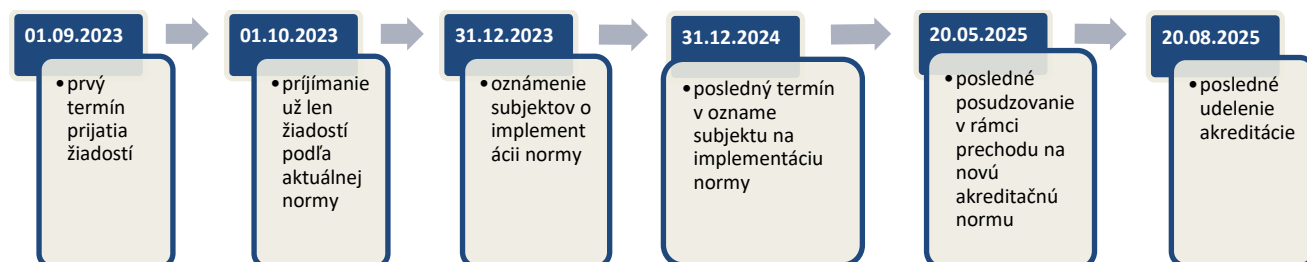 01.09.2023
• prvý
termín
prijatia
žiadostí
01.10.2023
• príjímanie
už len
žiadostí
podľa
aktuálnej
normy
31.12.2023
• oznámenie
subjektov o
implement
ácii normy
31.12.2024
• posledný termín
v ozname
subjektu na
implementáciu
normy
20.05.2025
• posledné
posudzovanie
v rámci
prechodu na
novú
akreditačnú
normu
20.08.2025
• posledné
udelenie
akreditácie